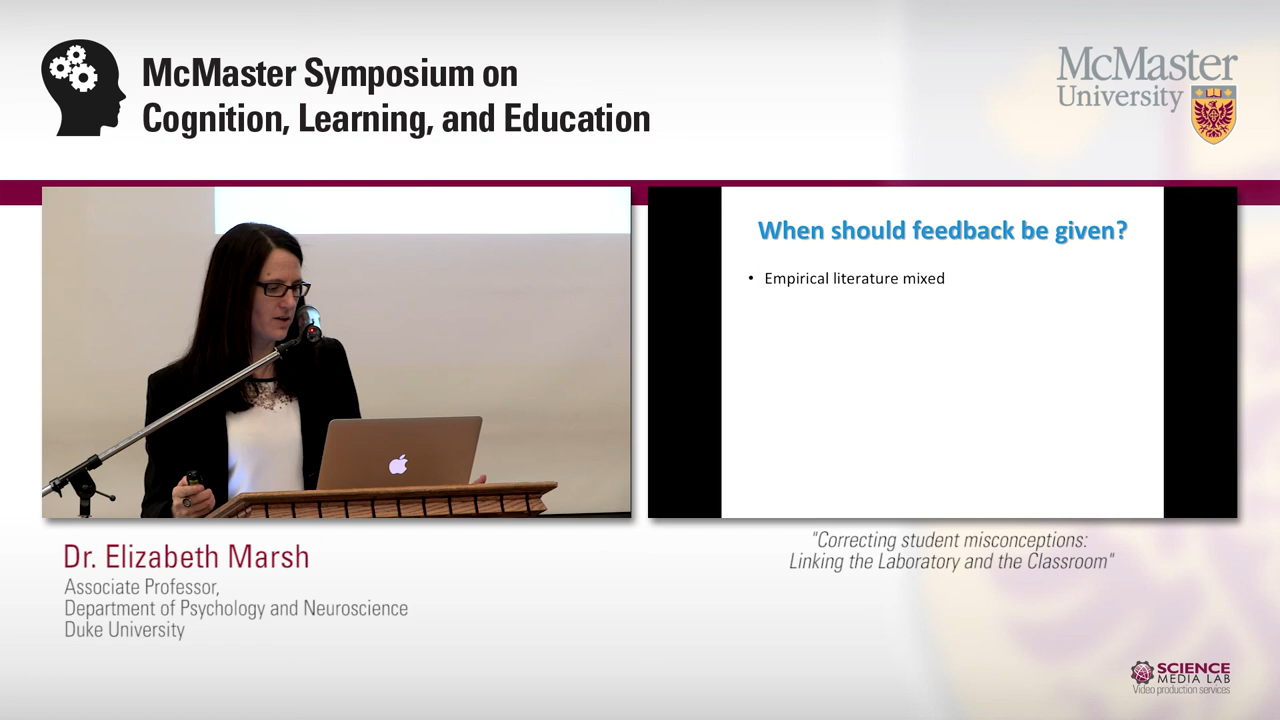 McMaster Symposium on
Cognition, Learning, and Education
McMaster
University
When should feedback be given?
• Empirical literature mixed
Dr. Elizabeth Marsh
Associate Professor,
Department of Psychology and Neuroscience
Duke University
"Correcting student misconceptions:
Linking the Laboratory and the Classroom"
SCIENCE
MEDIA LAB
Video production services